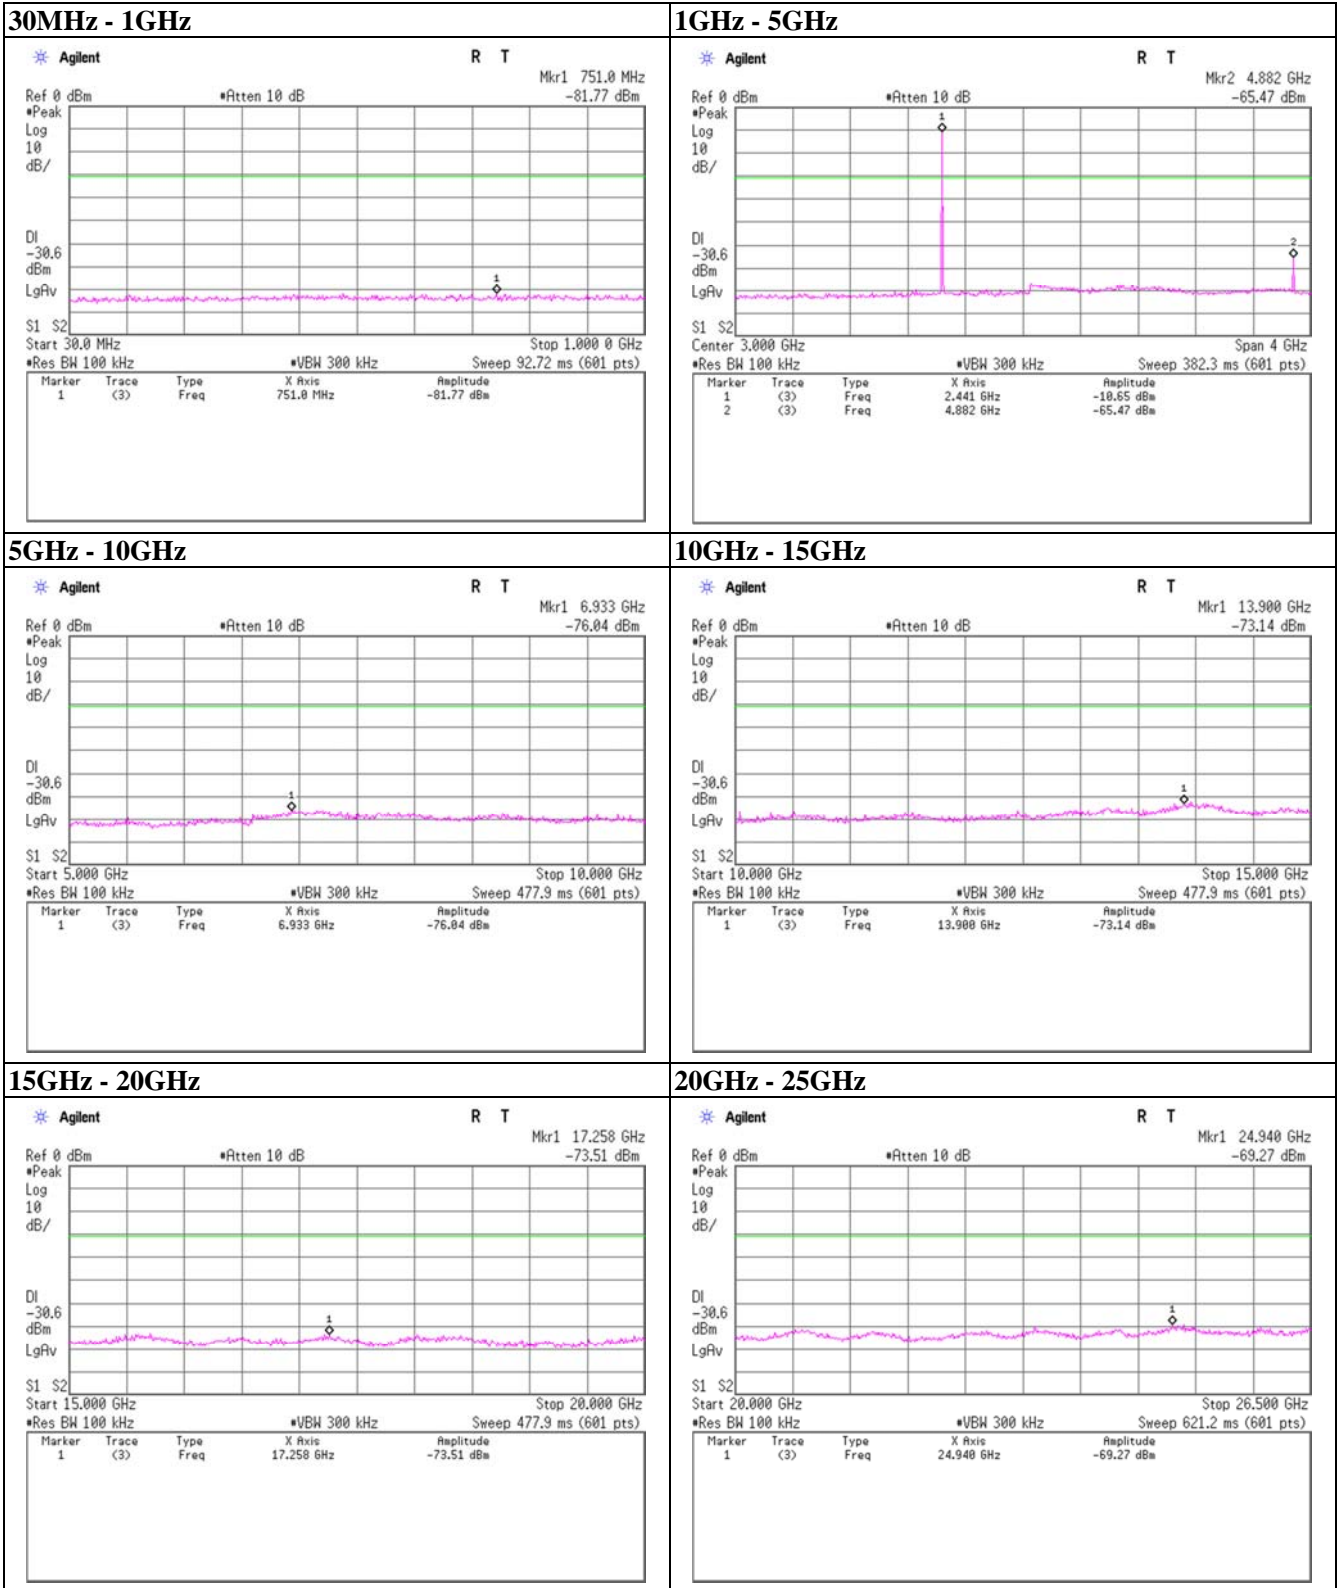 30MHz - 1GHz
Agilent R T
Mkr1 751.0 MHz
Ref 0 dBm #Atten 10 dB -81.77 dBm
#Peak
Log
10
dB/
1
DI
-30.6
dBm
LgAv
S1 S2
Start 30.0 MHz Stop 1.000 0 GHz
#Res BW 100 kHz #VBW 300 kHz Sweep 92.72 ms (601 pts)
Marker Trace Type X Axis Amplitude
1 (3) Freq 751.0 MHz -81.77 dBm
1GHz - 5GHz
Agilent R T
Mkr2 4.882 GHz
Ref 0 dBm #Atten 10 dB -65.47 dBm
#Peak
Log
10
dB/
1
2
DI
-30.6
dBm
LgAv
S1 S2
Center 3.000 GHz Span 4 GHz
#Res BW 100 kHz #VBW 300 kHz Sweep 382.3 ms (601 pts)
Marker Trace Type X Axis Amplitude
1 (3) Freq 2.441 GHz -10.65 dBm
2 (3) Freq 4.882 GHz -65.47 dBm
5GHz - 10GHz
Agilent R T
Mkr1 6.933 GHz
Ref 0 dBm #Atten 10 dB -76.04 dBm
#Peak
Log
10
dB/
1
DI
-30.6
dBm
LgAv
S1 S2
Start 5.000 GHz Stop 10.000 GHz
#Res BW 100 kHz #VBW 300 kHz Sweep 477.9 ms (601 pts)
Marker Trace Type X Axis Amplitude
1 (3) Freq 6.933 GHz -76.04 dBm
10GHz - 15GHz
Agilent R T
Mkr1 13.900 GHz
Ref 0 dBm #Atten 10 dB -73.14 dBm
#Peak
Log
10
dB/
1
DI
-30.6
dBm
LgAv
S1 S2
Start 10.000 GHz Stop 15.000 GHz
#Res BW 100 kHz #VBW 300 kHz Sweep 477.9 ms (601 pts)
Marker Trace Type X Axis Amplitude
1 (3) Freq 13.900 GHz -73.14 dBm
15GHz - 20GHz
Agilent R T
Mkr1 17.258 GHz
Ref 0 dBm #Atten 10 dB -73.51 dBm
#Peak
Log
10
dB/
1
DI
-30.6
dBm
LgAv
S1 S2
Start 15.000 GHz Stop 20.000 GHz
#Res BW 100 kHz #VBW 300 kHz Sweep 477.9 ms (601 pts)
Marker Trace Type X Axis Amplitude
1 (3) Freq 17.258 GHz -73.51 dBm
20GHz - 25GHz
Agilent R T
Mkr1 24.940 GHz
Ref 0 dBm #Atten 10 dB -69.27 dBm
#Peak
Log
10
dB/
1
DI
-30.6
dBm
LgAv
S1 S2
Start 20.000 GHz Stop 26.500 GHz
#Res BW 100 kHz #VBW 300 kHz Sweep 621.2 ms (601 pts)
Marker Trace Type X Axis Amplitude
1 (3) Freq 24.940 GHz -69.27 dBm